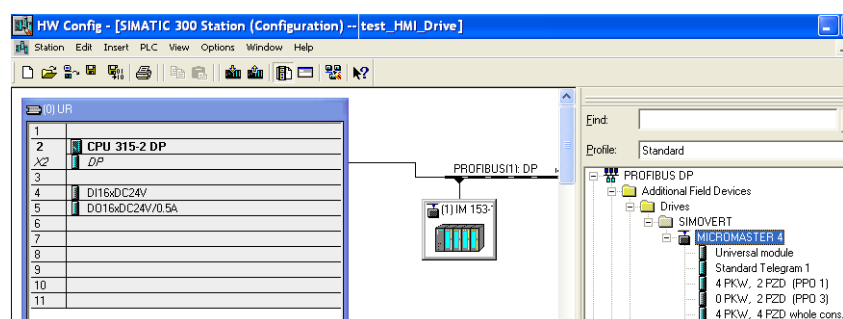 HW Config - [SIMATIC 300 Station (Configuration) -- test_HMI_Drive]
Station Edit Insert PLC View Options Window Help
(0) UR
1
2 CPU 315-2 DP
X2 DP
3
4 DI16xDC24V
5 DO16xDC24V/0.5A
6
7
8
9
10
11
PROFIBUS(1): DP
(1) IM 153-
Find:
Profile: Standard
PROFIBUS DP
Additional Field Devices
Drives
SIMOVERT
MICROMASTER 4
Universal module
Standard Telegram 1
4 PKW, 2 PZD (PPO 1)
0 PKW, 2 PZD (PPO 3)
4 PKW, 4 PZD whole cons.